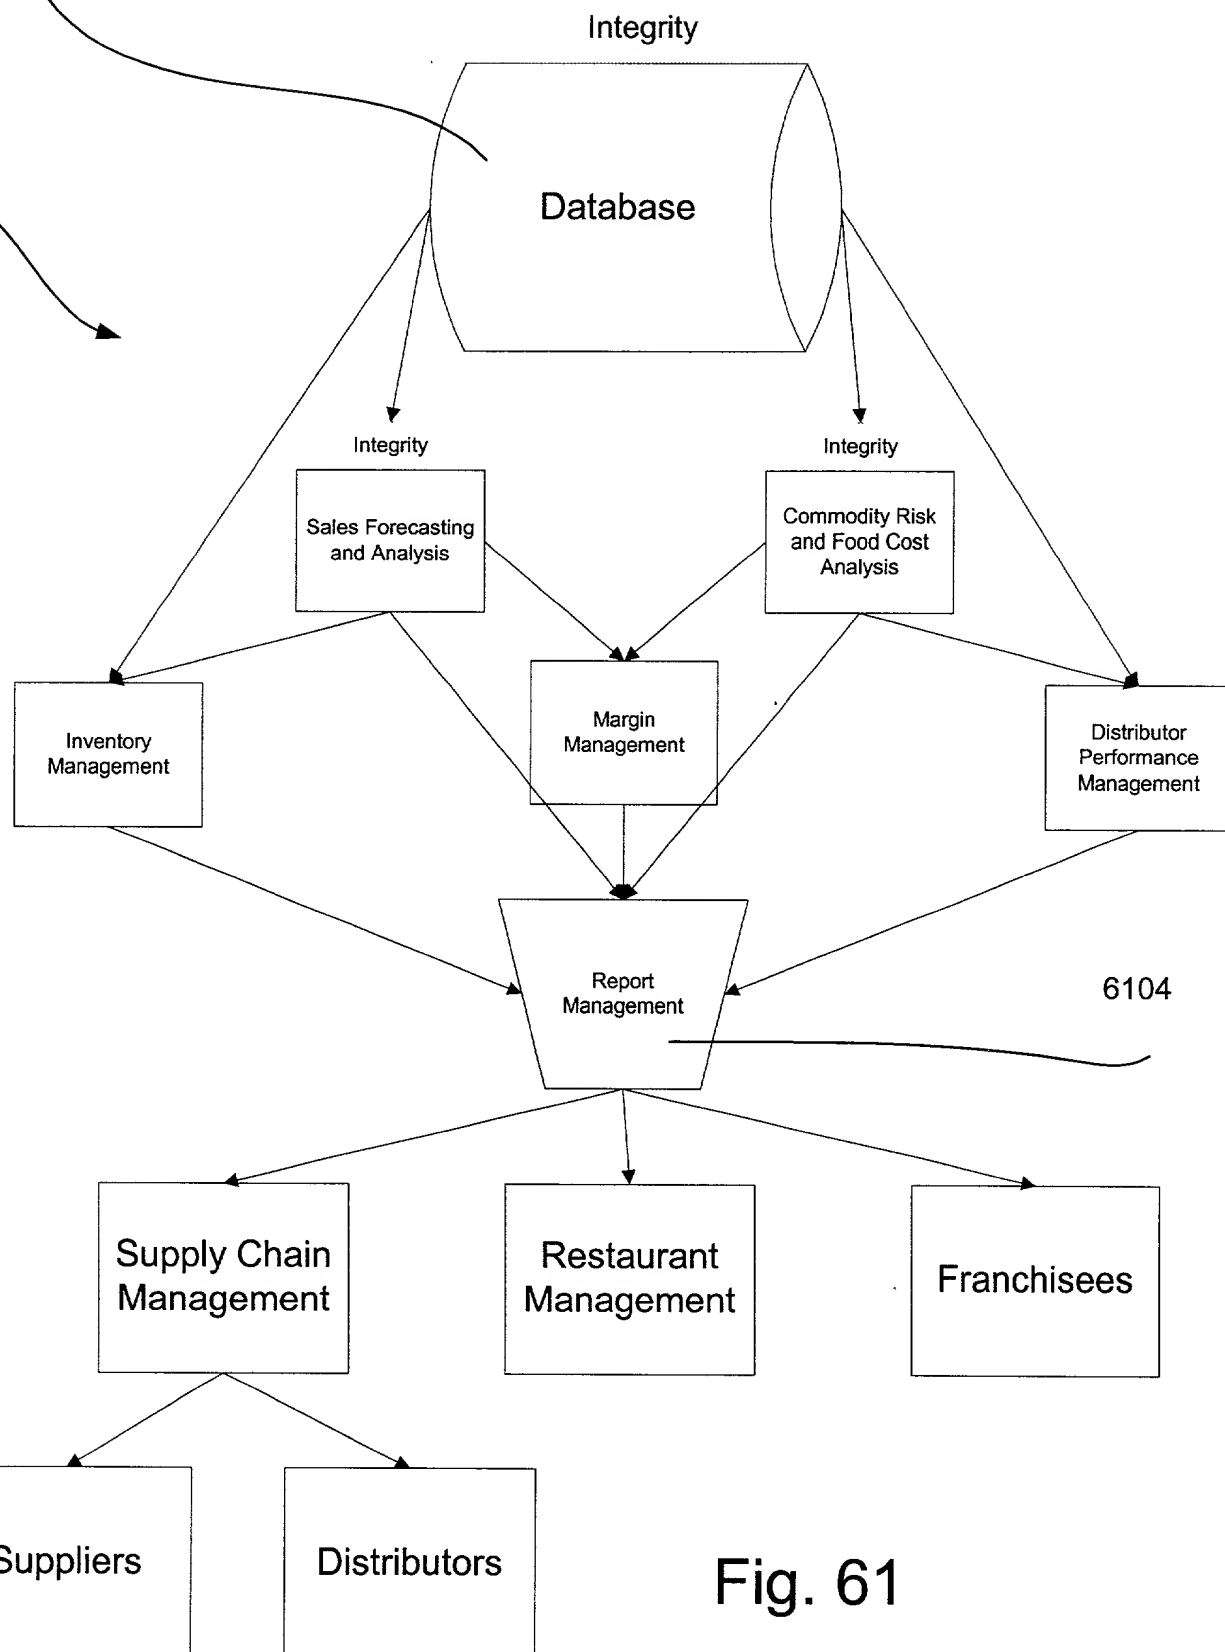 Integrity
Database
Integrity
Integrity
Sales Forecasting
and Analysis
Commodity Risk
and Food Cost
Analysis
Inventory
Management
Margin
Management
Distributor
Performance
Management
Report
Management
6104
Supply Chain
Management
Restaurant
Management
Franchisees
Suppliers
Distributors
Fig. 61